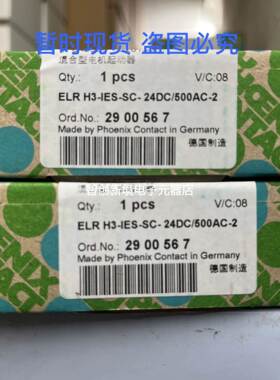 暂时现货 盗图必究
混合型电机起动器
Qty.: 1 pcs V/C:08
ELR H3-IES-SC- 24DC/500AC-2
Ord.No.: 29 00 56 7
Made by Phoenix Contact in Germany
德国制造
Qty.: 1 pcs V/C:08
ELR H3-IES-SC- 24DC/500AC-2
Ord.No.: 29 00 56 7
Made by Phoenix Contact in Germany
德国制造